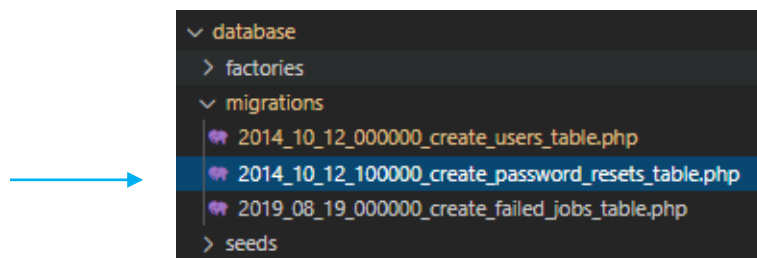 database
factories
migrations
2014_10_12_000000_create_users_table.php
2014_10_12_100000_create_password_resets_table.php
2019_08_19_000000_create_failed_jobs_table.php
seeds